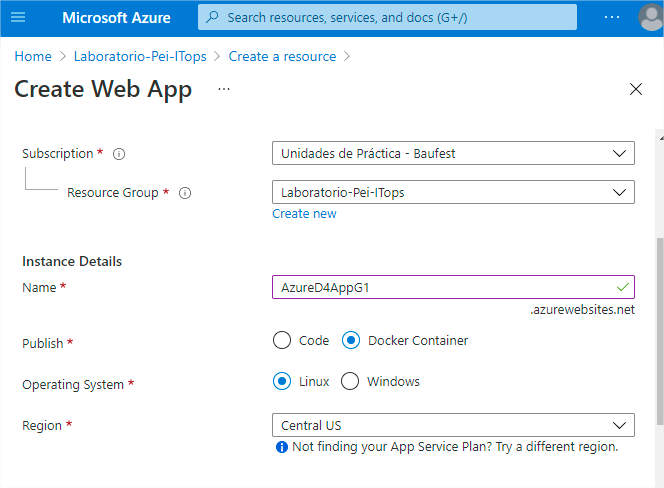 Microsoft Azure
Search resources, services, and docs (G+/)
Home > Laboratorio-Pei-ITops > Create a resource >
Create Web App ...
Subscription *
Unidades de Práctica - Baufest
Resource Group *
Laboratorio-Pei-ITops
Create new
Instance Details
Name *
AzureD4AppG1
.azurewebsites.net
Publish *
Code
Docker Container
Operating System *
Linux
Windows
Region *
Central US
Not finding your App Service Plan? Try a different region.